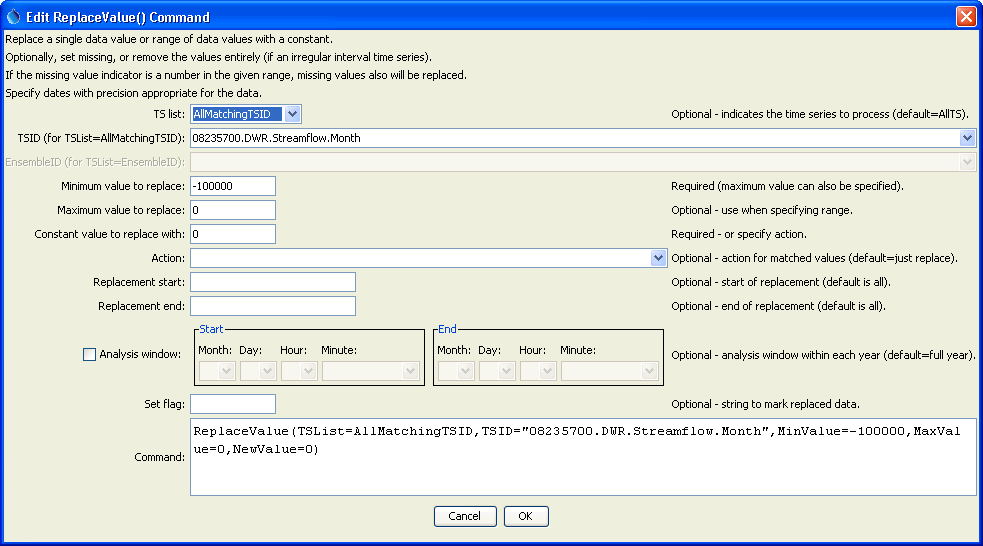 Edit ReplaceValue() Command
Replace a single data value or range of data values with a constant.
Optionally, set missing, or remove the values entirely (if an irregular interval time series).
If the missing value indicator is a number in the given range, missing values also will be replaced.
Specify dates with precision appropriate for the data.
TS list: AllMatchingTSID Optional - indicates the time series to process (default=AllTS).
TSID (for TSList=AllMatchingTSID): 08235700.DWR.Streamflow.Month
EnsembleID (for TSList=EnsembleID):
Minimum value to replace: -100000 Required (maximum value can also be specified).
Maximum value to replace: 0 Optional - use when specifying range.
Constant value to replace with: 0 Required - or specify action.
Action: Optional - action for matched values (default=just replace).
Replacement start: Optional - start of replacement (default is all).
Replacement end: Optional - end of replacement (default is all).
Start End
Month: Day: Hour: Minute: Month: Day: Hour: Minute:
Analysis window: Optional - analysis window within each year (default=full year).
Set flag: Optional - string to mark replaced data.
Command: ReplaceValue(TSList=AllMatchingTSID,TSID="08235700.DWR.Streamflow.Month",MinValue=-100000,MaxVal
ue=0,NewValue=0)
Cancel OK